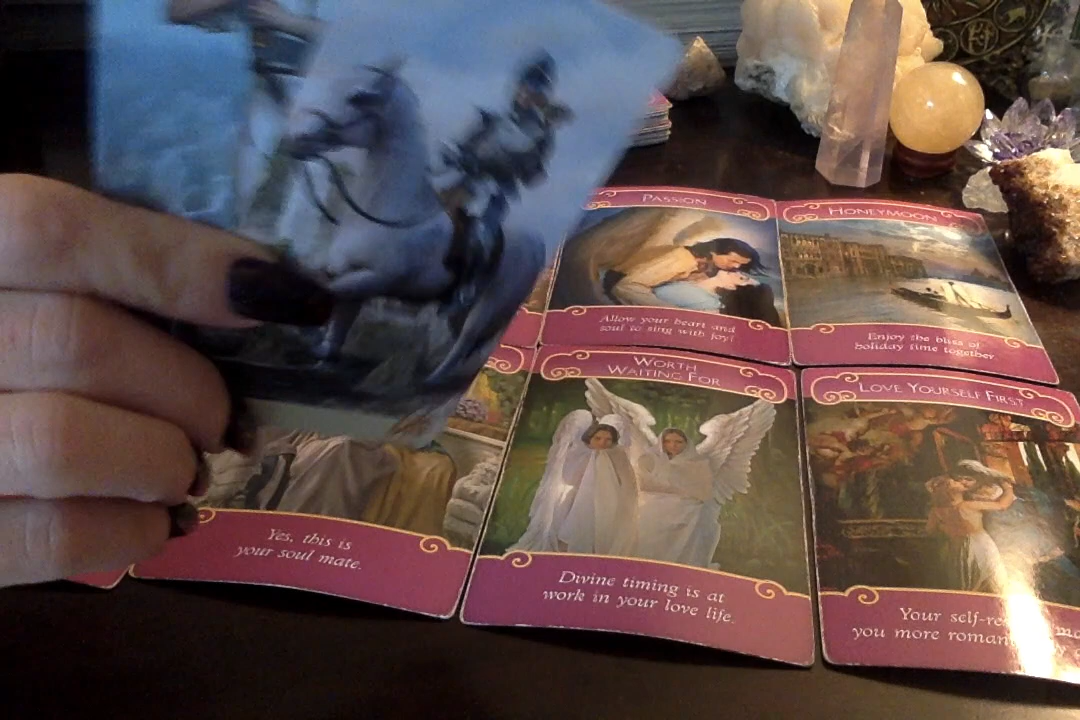 PASSION
Allow your heart and
soul to sing with joy!
HONEYMOON
Enjoy the bliss of
holiday time together.
Yes, this is
your soul mate.
WORTH
WAITING FOR
Divine timing is at
work in your love life.
LOVE YOURSELF FIRST
Your self-re
you more roman